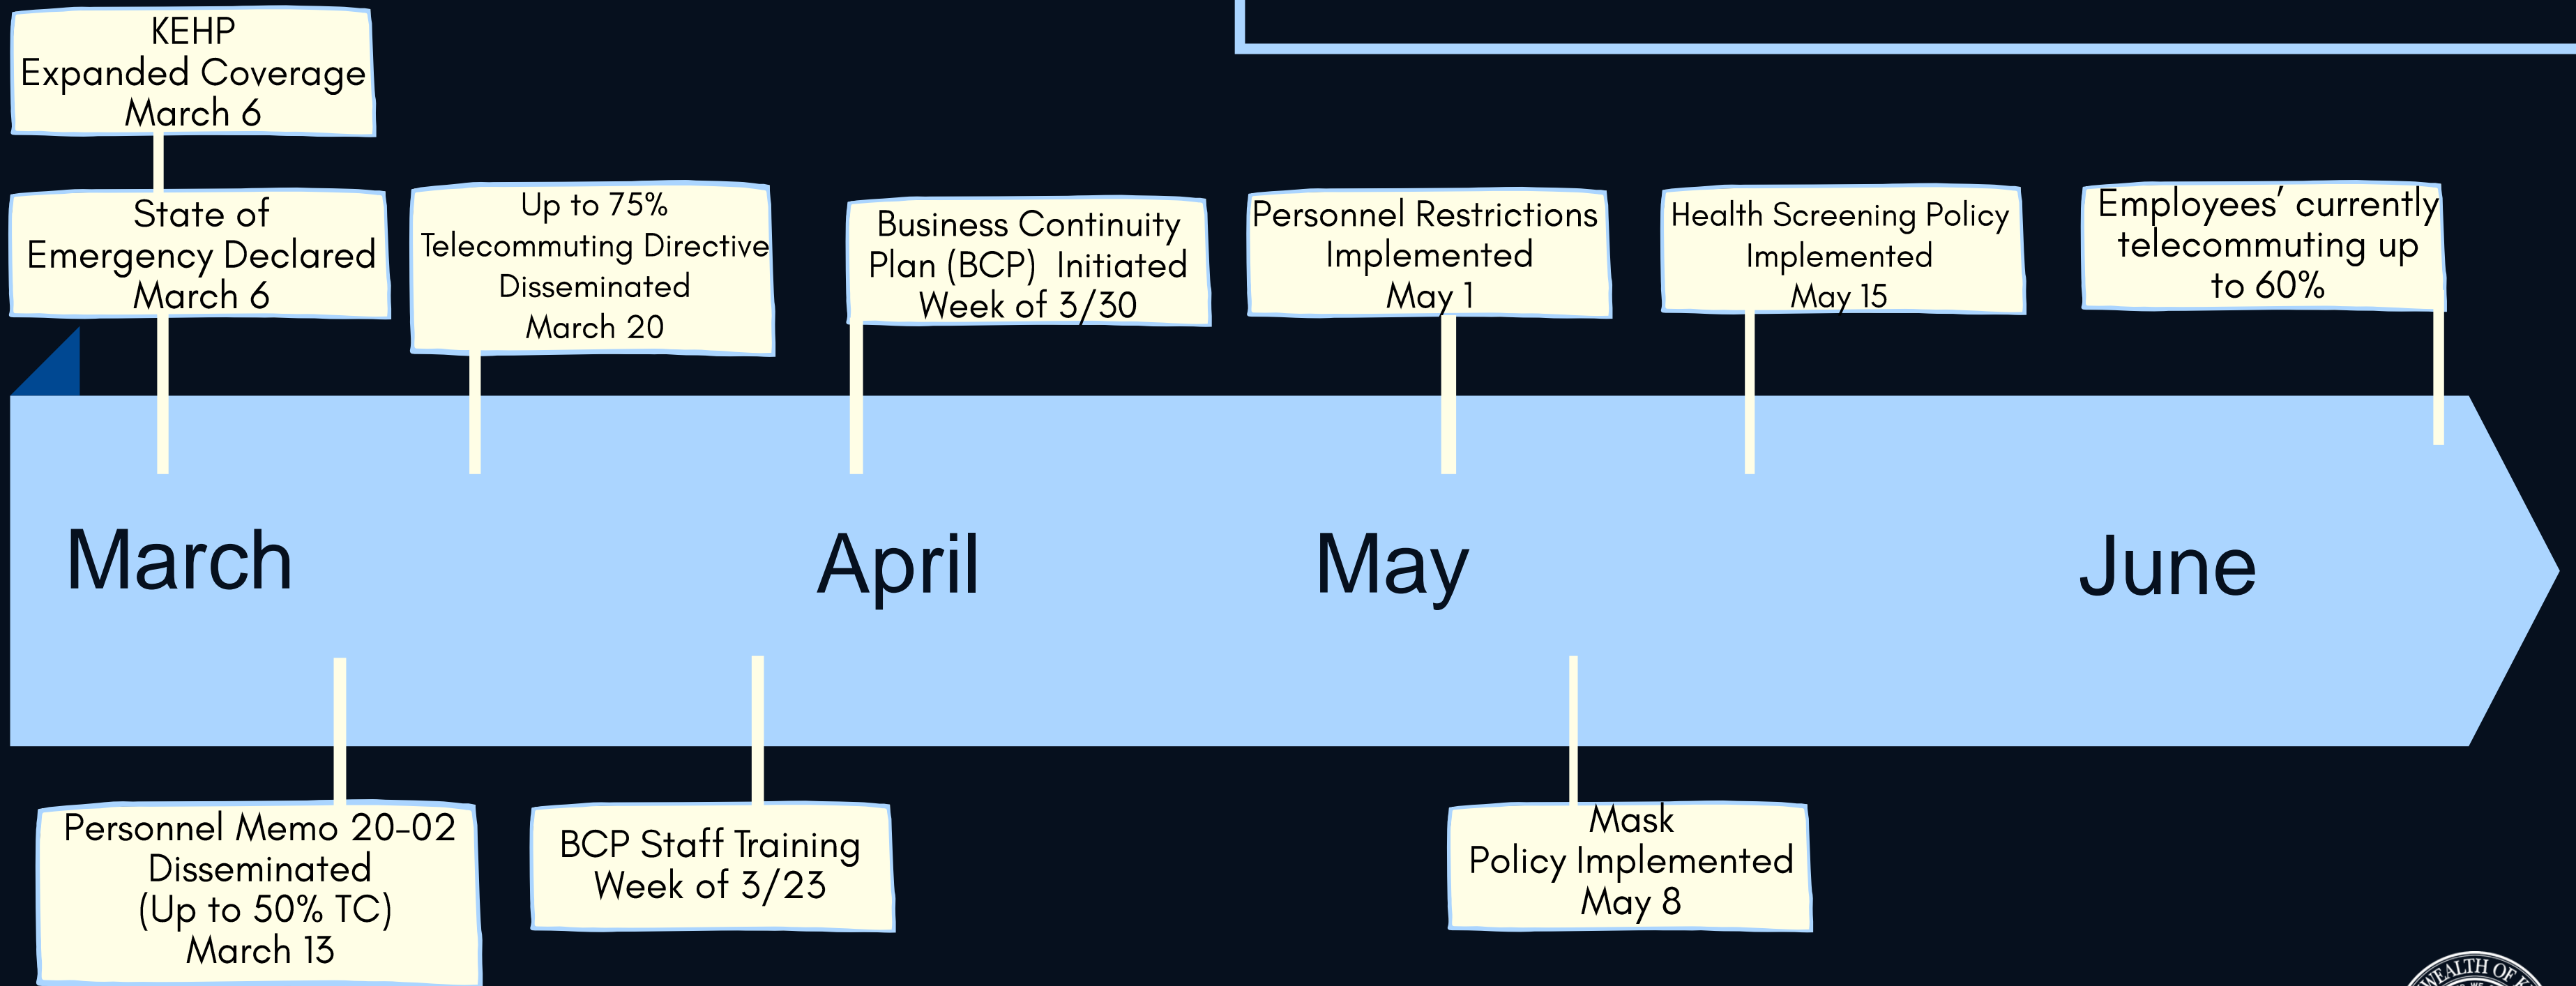 KEHP
Expanded Coverage
March 6
State of
Emergency Declared
March 6
Up to 75%
Telecommuting Directive
Disseminated
March 20
Business Continuity
Plan (BCP) Initiated
Week of 3/30
Personnel Restrictions
Implemented
May 1
Health Screening Policy
Implemented
May 15
Employees’ currently
telecommuting up
to 60%
March
April
May
June
Personnel Memo 20-02
Disseminated
(Up to 50% TC)
March 13
BCP Staff Training
Week of 3/23
Mask
Policy Implemented
May 8
OF